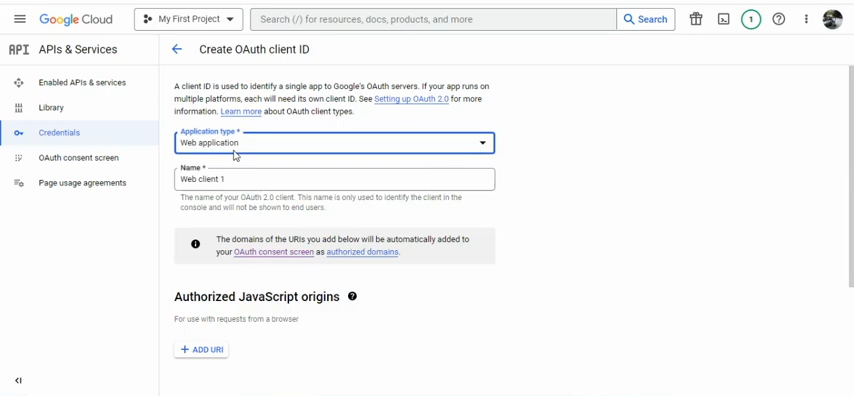 Google Cloud
My First Project
Search (/) for resources, docs, products, and more
Search
1
API APIs & Services
Create OAuth client ID
Enabled APIs & services
Library
Credentials
OAuth consent screen
Page usage agreements
A client ID is used to identify a single app to Google's OAuth servers. If your app runs on
multiple platforms, each will need its own client ID. See Setting up OAuth 2.0 for more
information. Learn more about OAuth client types.
Application type *
Web application
Name *
Web client 1
The name of your OAuth 2.0 client. This name is only used to identify the client in the
console and will not be shown to end users.
The domains of the URIs you add below will be automatically added to
your OAuth consent screen as authorized domains.
Authorized JavaScript origins
For use with requests from a browser
+ ADD URI